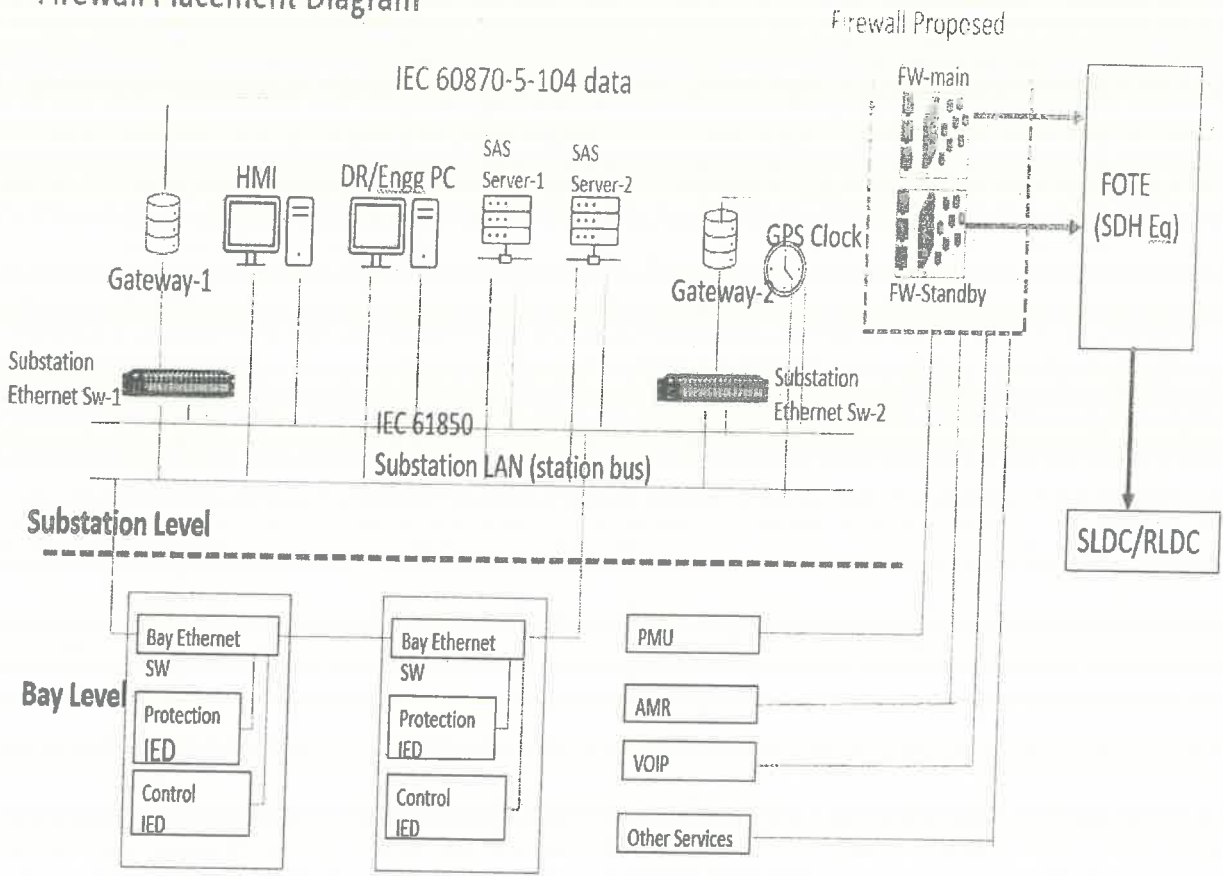 Firewall Placement Diagram
Firewall Proposed
IEC 60870-5-104 data
FW-main
SAS
Server-1
SAS
Server-2
HMI
DR/Engg PC
FOTE
(SDH Eq)
GPS Clock
Gateway-1
Gateway-2
FW-Standby
Substation
Ethernet Sw-1
Substation
Ethernet Sw-2
IEC 61850
Substation LAN (station bus)
Substation Level
SLDC/RLDC
Bay Ethernet
SW
Bay Ethernet
SW
PMU
Bay Level
Protection
IED
Protection
IED
AMR
VOIP
Control
IED
Control
IED
Other Services